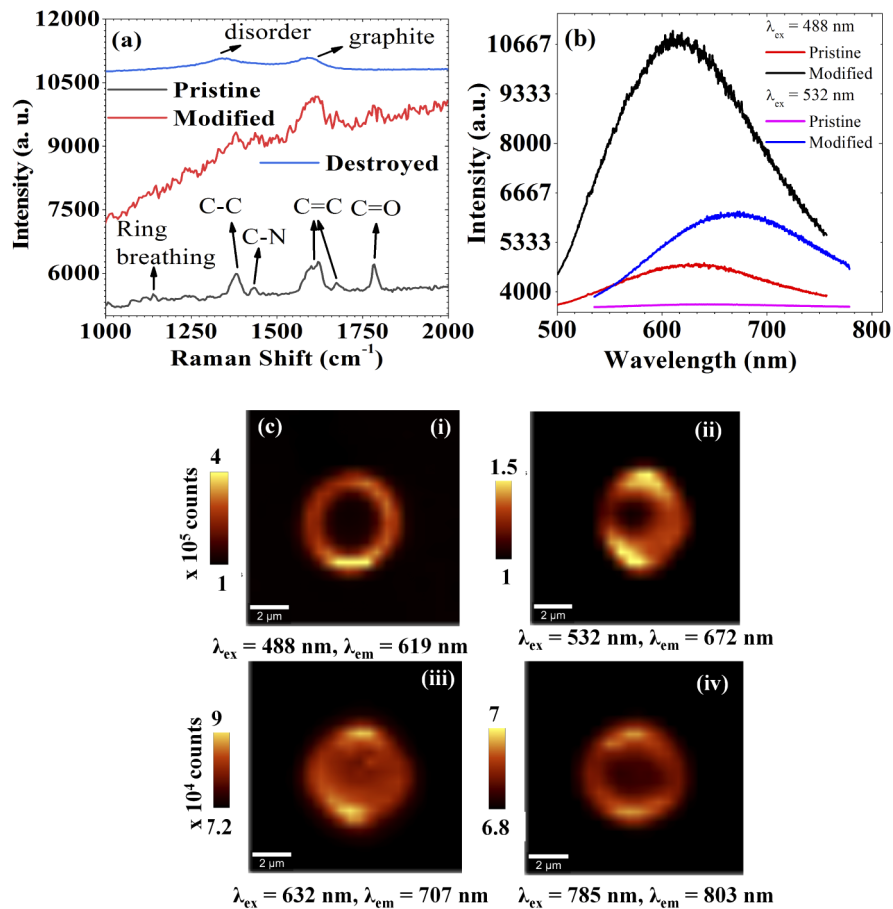 (a)
disorder
graphite
Pristine
Modified
Destroyed
C-C
C-N
C=C
C=O
Ring
breathing
12000
10500
9000
7500
6000
1000
1200
1400
1600
1800
2000
Intensity (a. u.)
Raman Shift (cm⁻¹)
(b)
λex = 488 nm
Pristine
Modified
λex = 532 nm
Pristine
Modified
10667
9333
8000
6667
5333
4000
500
600
700
800
Intensity (a.u.)
Wavelength (nm)
(c)
(i)
4
x 10⁵ counts
1
2 µm
λex = 488 nm, λem = 619 nm
(ii)
1.5
1
2 µm
λex = 532 nm, λem = 672 nm
(iii)
9
x 10⁴ counts
7.2
2 µm
λex = 632 nm, λem = 707 nm
(iv)
7
6.8
2 µm
λex = 785 nm, λem = 803 nm